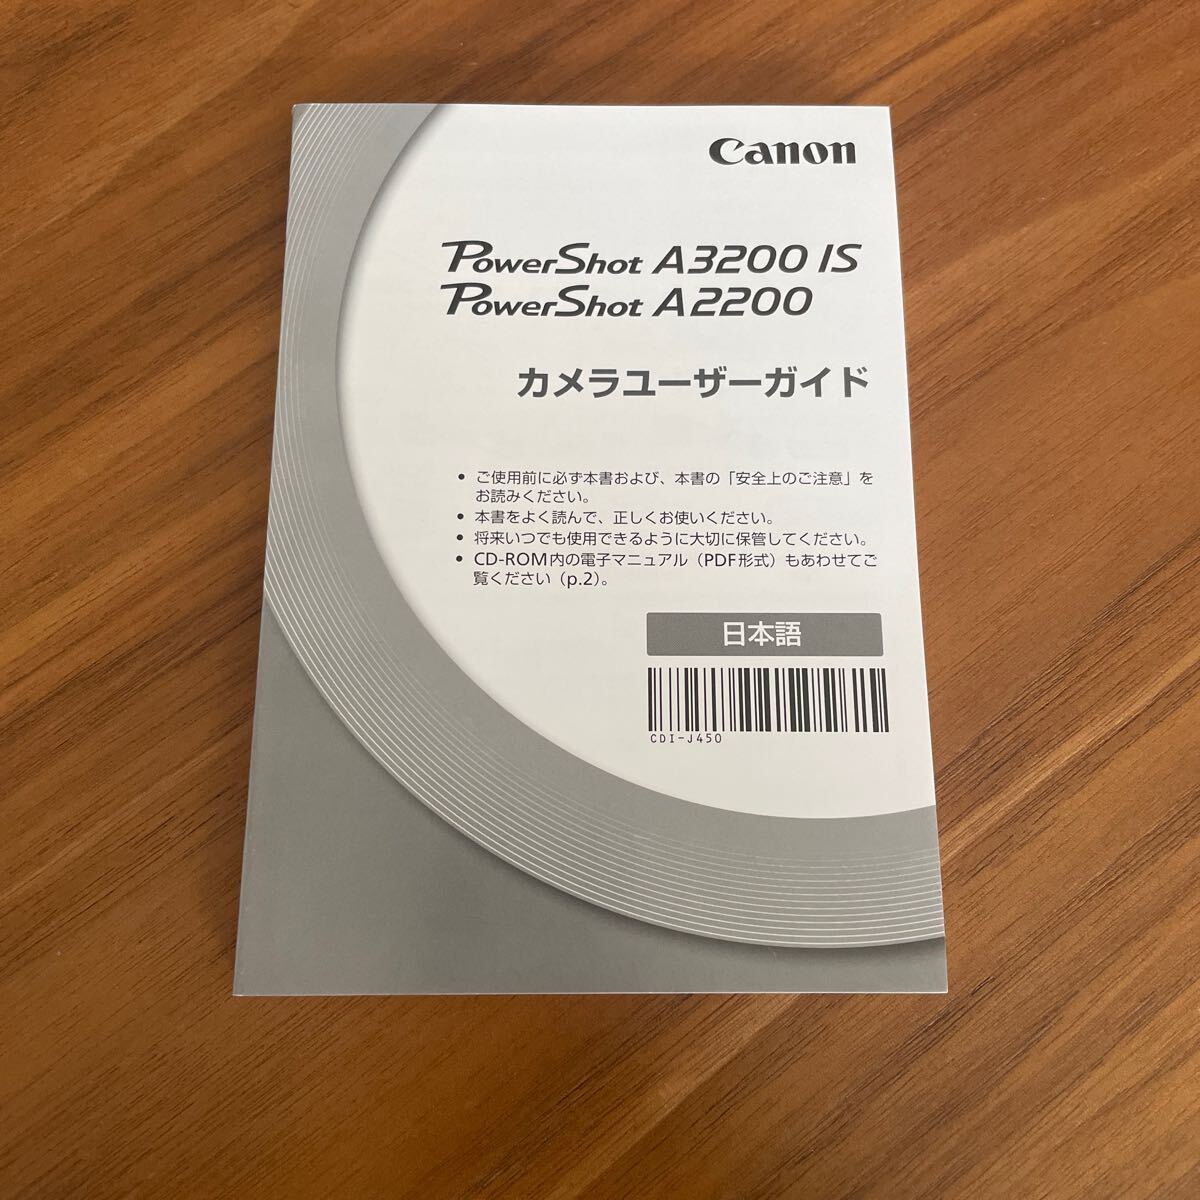 Canon
PowerShot A3200 IS
PowerShot A2200
カメラユーザーガイド
• ご使用前に必ず本書および、本書の「安全上のご注意」を
お読みください。
• 本書をよく読んで、正しくお使いください。
• 将来いつでも使用できるように大切に保管してください。
• CD-ROM内の電子マニュアル（PDF形式）もあわせてご
覧ください（p.2）。
日本語
CDI-J450